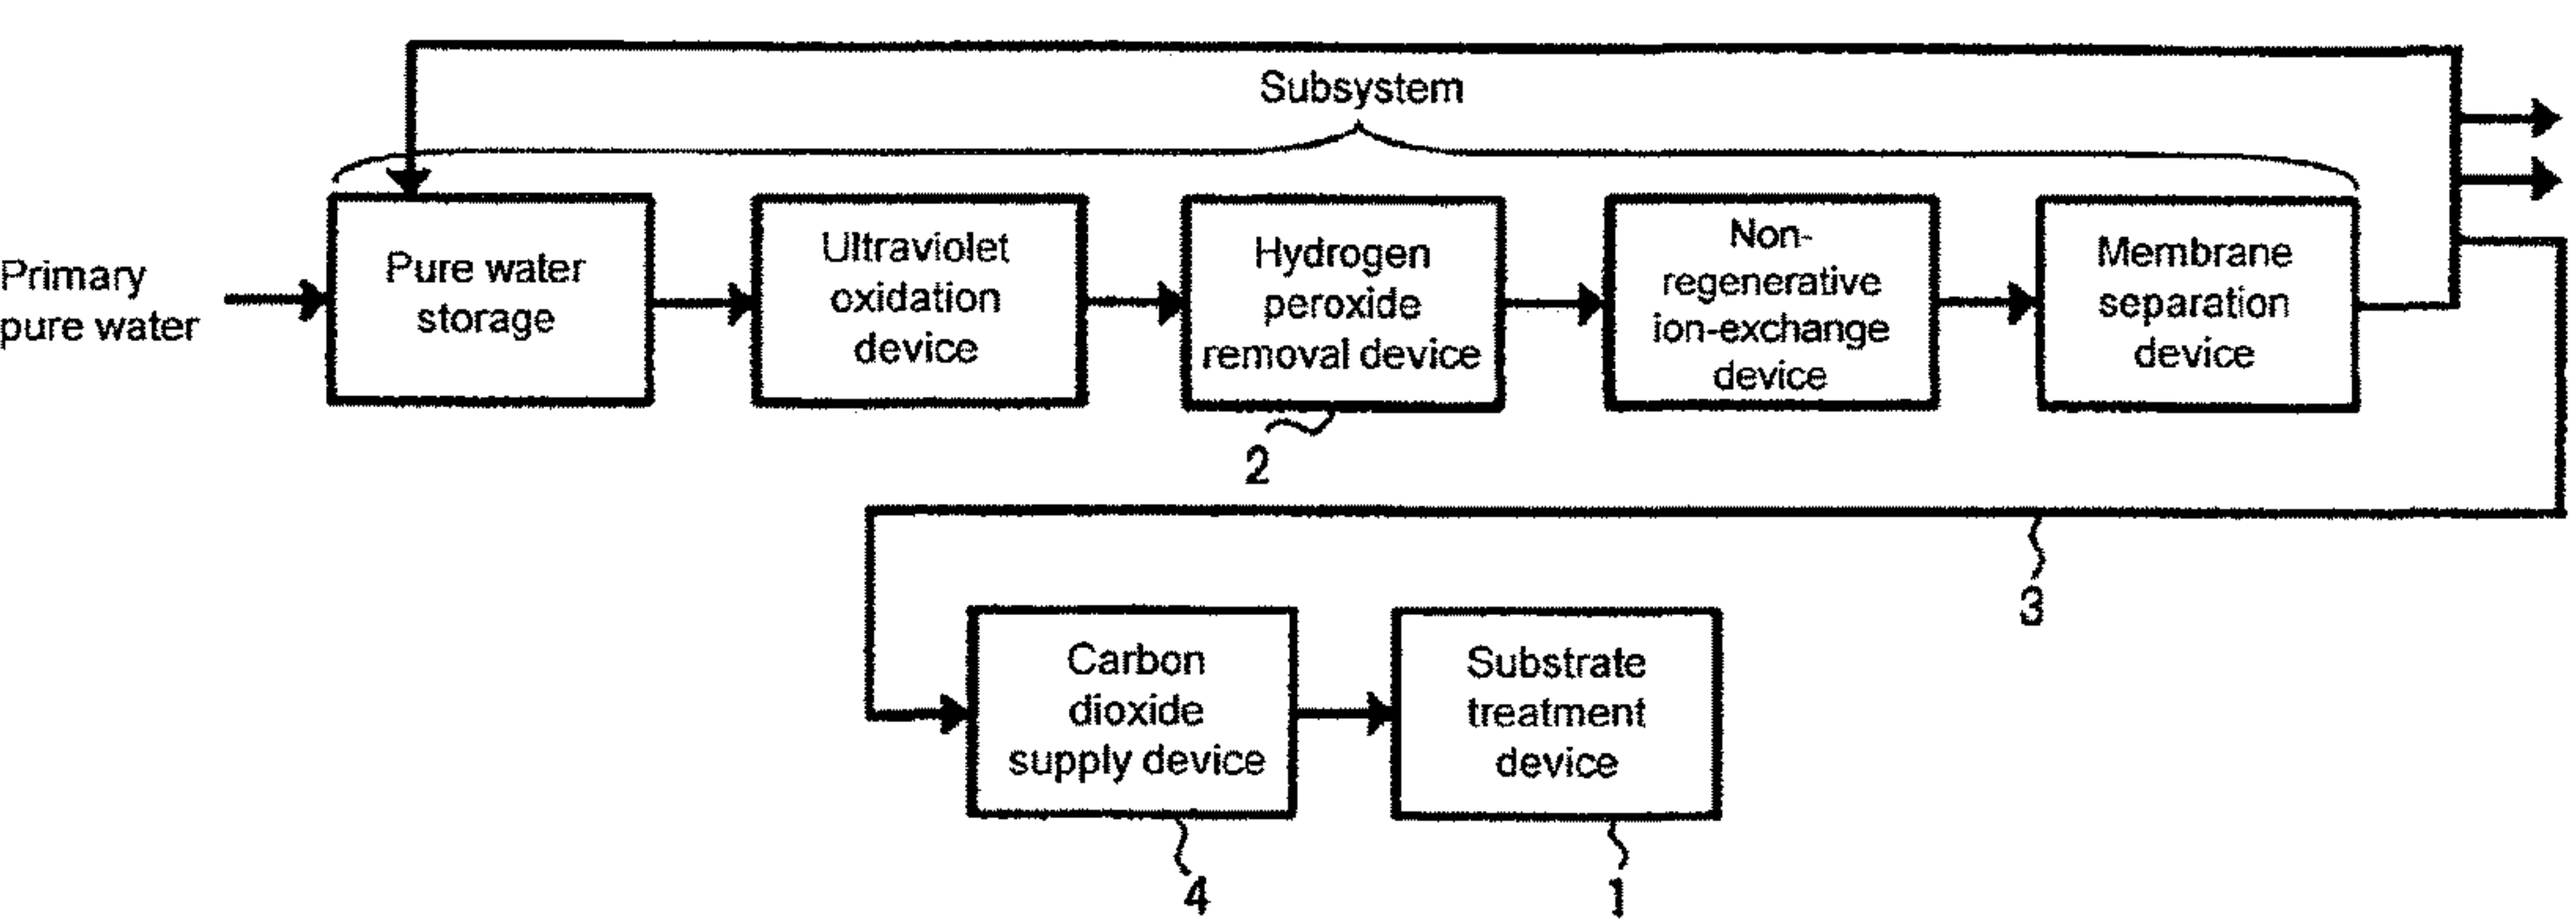 Subsystem
Primary
pure water
Pure water
storage
Ultraviolet
oxidation
device
Hydrogen
peroxide
removal device
Non-
regenerative
ion-exchange
device
Membrane
separation
device
2
3
Carbon
dioxide
supply device
Substrate
treatment
device
4
1